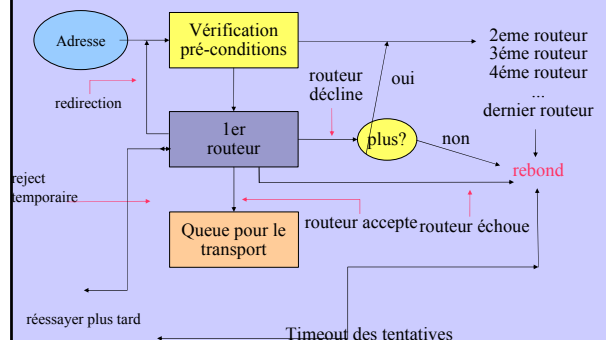 Adresse
Vérification
pré-conditions
2eme routeur
3éme routeur
4éme routeur
...
dernier routeur
routeur
décline
oui
redirection
1er
routeur
plus?
non
rebond
reject
temporaire
Queue pour le
transport
routeur accepte
routeur échoue
réessayer plus tard
Timeout des tentatives